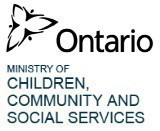 Ontario
MINISTRY OF
CHILDREN,
COMMUNITY AND
SOCIAL SERVICES